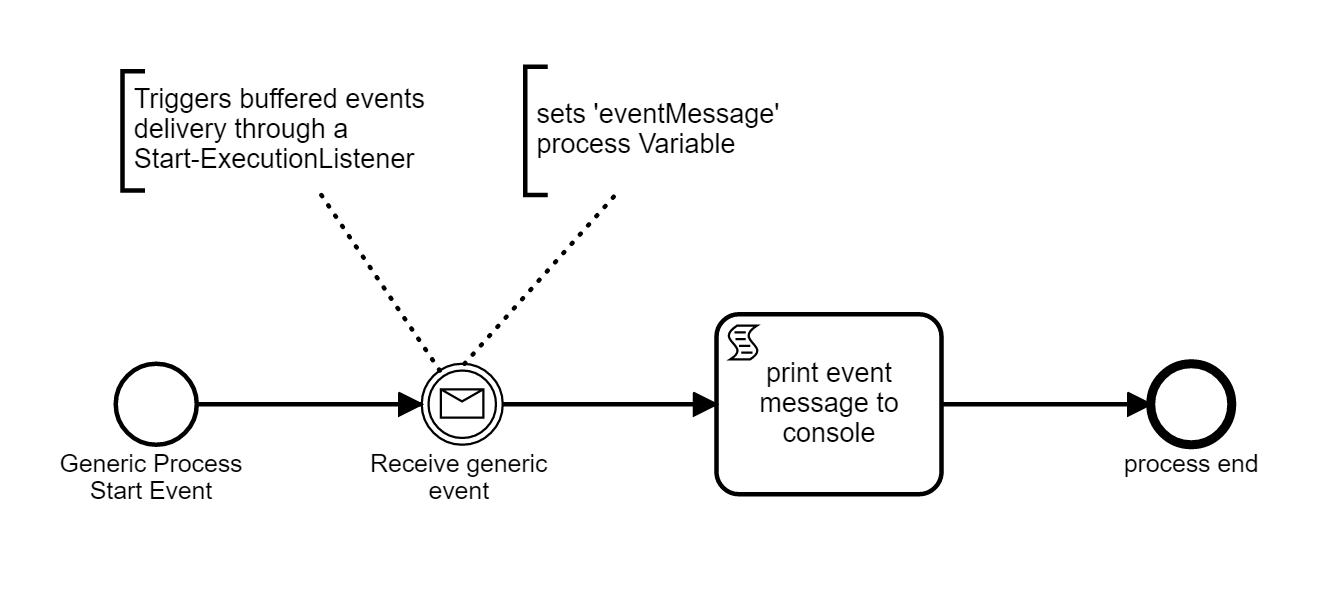 Triggers buffered events
delivery through a
Start-ExecutionListener
sets 'eventMessage'
process Variable
Generic Process
Start Event
Receive generic
event
print event
message to
console
process end